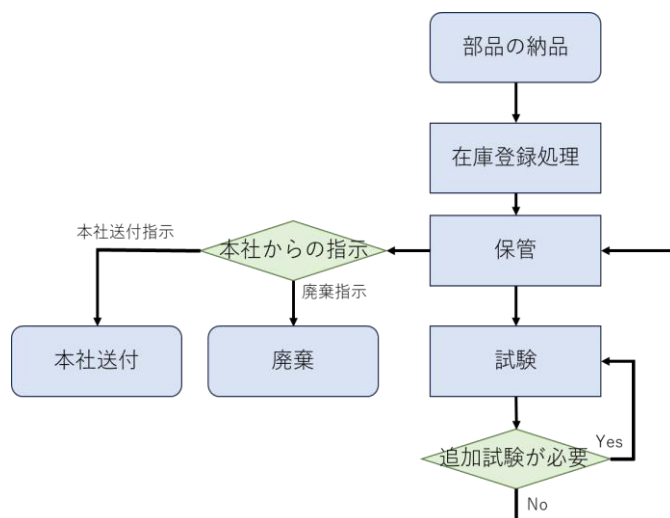 部品の納品
在庫登録処理
本社送付指示
本社からの指示
保管
廃棄指示
本社送付
廃棄
試験
追加試験が必要
Yes
No